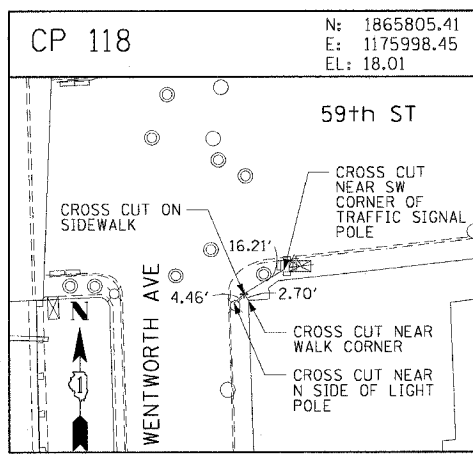 CP 118
N: 1865805.41
E: 1175998.45
EL: 18.01
59th ST
CROSS CUT
NEAR SW
CORNER OF
TRAFFIC SIGNAL
POLE
CROSS CUT ON
SIDEWALK
16.21'
4.46'
2.70'
CROSS CUT NEAR
WALK CORNER
CROSS CUT NEAR
N SIDE OF LIGHT
POLE
WENTWORTH AVE
N
1